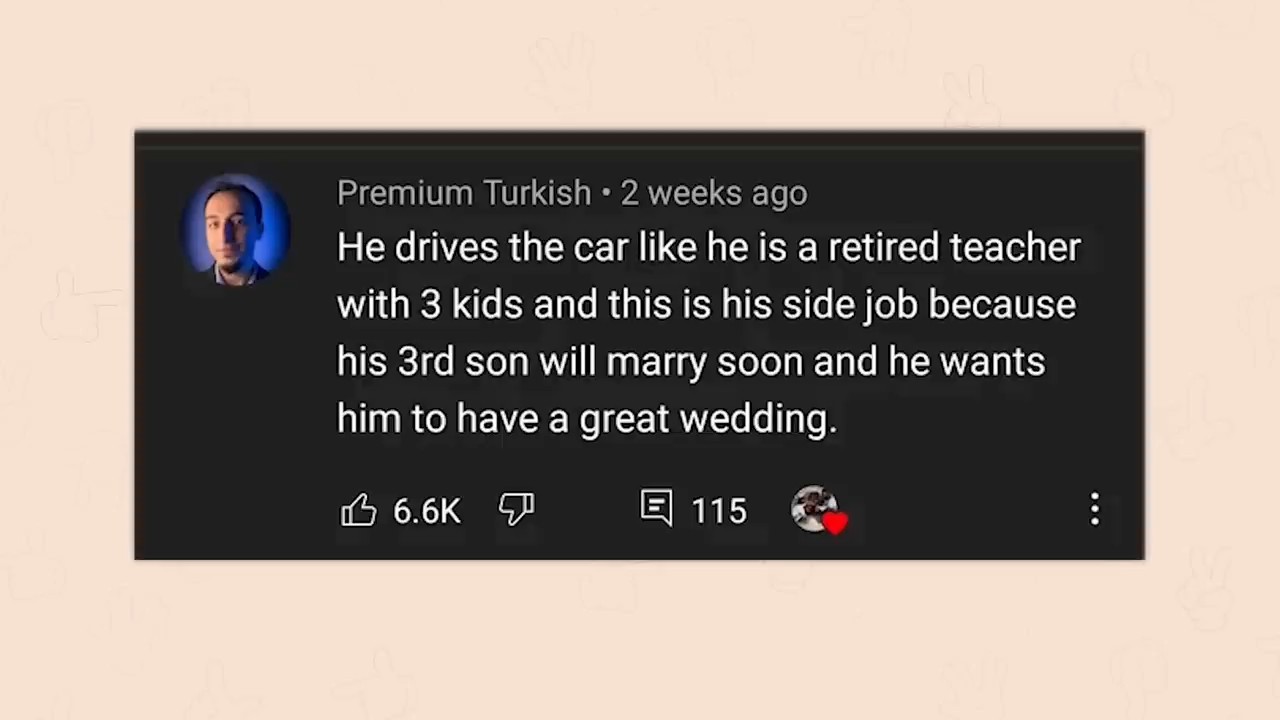 Premium Turkish • 2 weeks ago
He drives the car like he is a retired teacher
with 3 kids and this is his side job because
his 3rd son will marry soon and he wants
him to have a great wedding.
6.6K 115